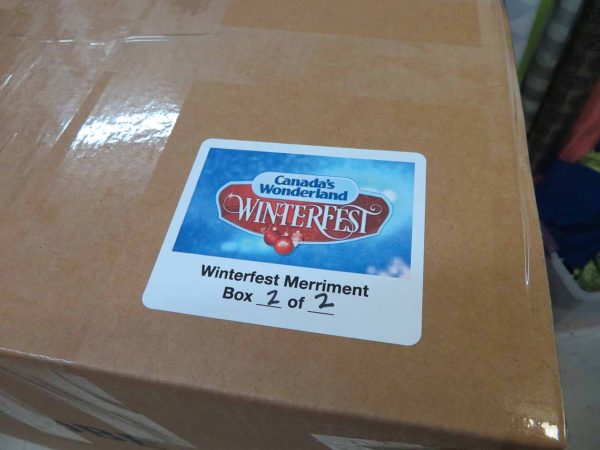 Canada's
Wonderland
WINTERFEST
Winterfest Merriment
Box 2 of 2